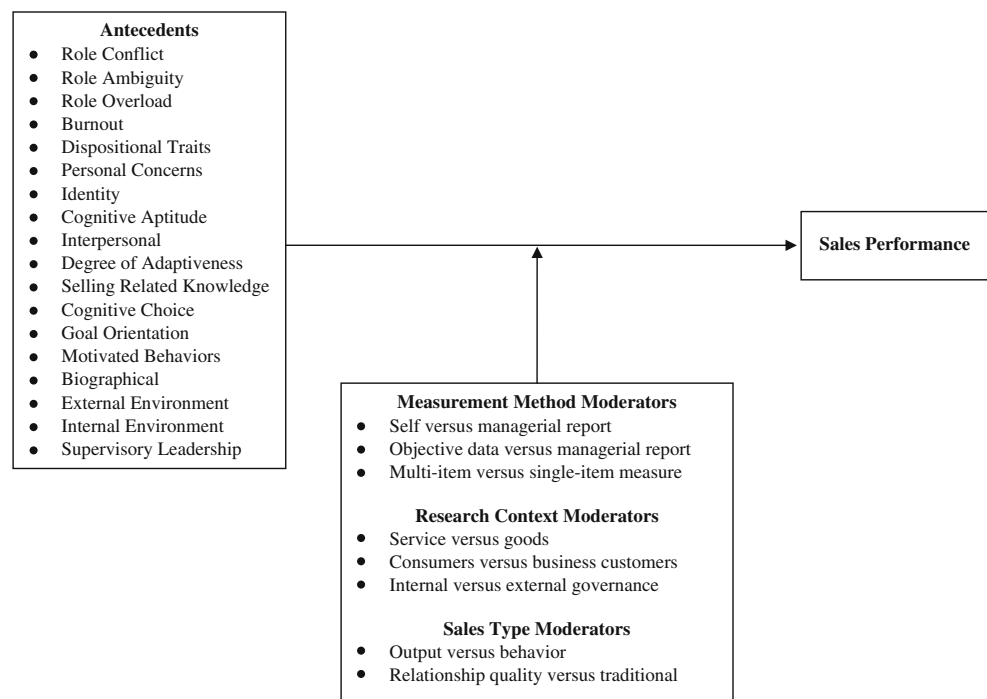 Antecedents
● Role Conflict
● Role Ambiguity
● Role Overload
● Burnout
● Dispositional Traits
● Personal Concerns
● Identity
● Cognitive Aptitude
● Interpersonal
● Degree of Adaptiveness
● Selling Related Knowledge
● Cognitive Choice
● Goal Orientation
● Motivated Behaviors
● Biographical
● External Environment
● Internal Environment
● Supervisory Leadership
Sales Performance
Measurement Method Moderators
● Self versus managerial report
● Objective data versus managerial report
● Multi-item versus single-item measure
Research Context Moderators
● Service versus goods
● Consumers versus business customers
● Internal versus external governance
Sales Type Moderators
● Output versus behavior
● Relationship quality versus traditional